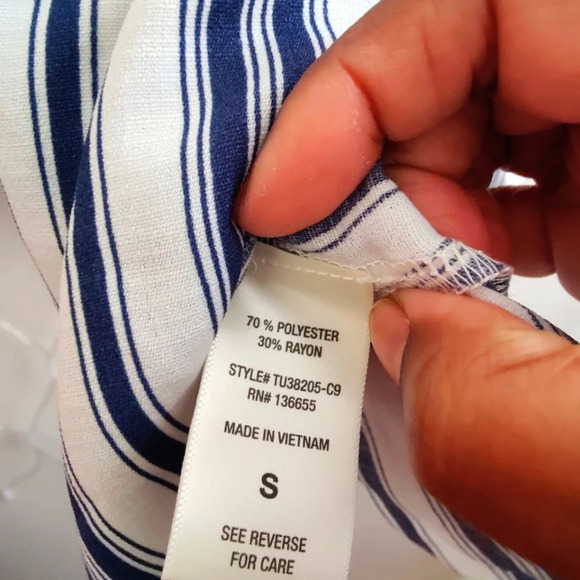 70 % POLYESTER
30% RAYON
STYLE# TU38205-C9
RN# 136655
MADE IN VIETNAM
S
SEE REVERSE
FOR CARE